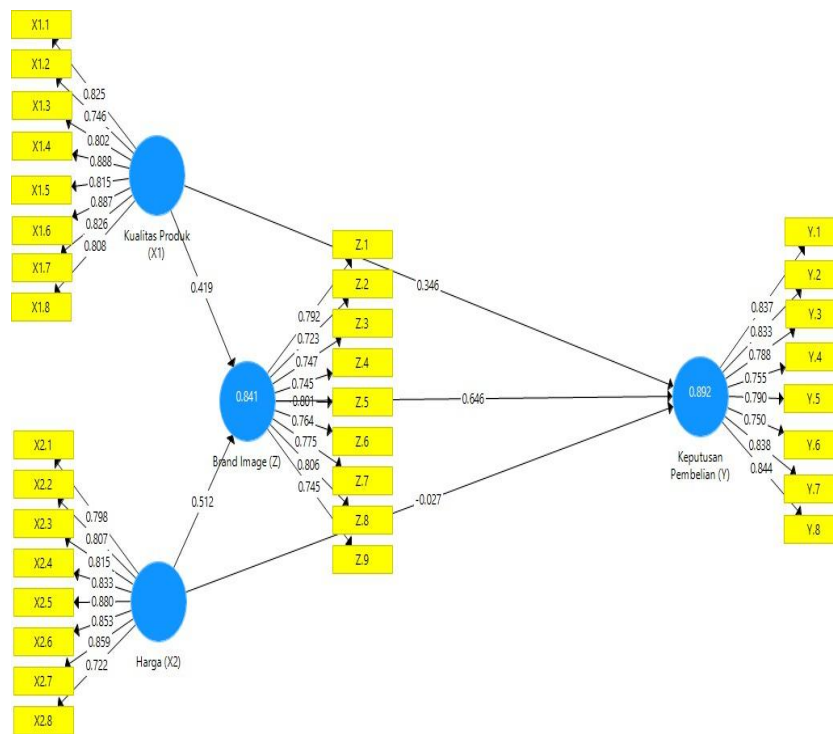 X1.1
X1.2
X1.3
X1.4
X1.5
X1.6
X1.7
X1.8
0.825
0.746
0.802
0.888
0.815
0.887
0.826
0.808
Kualitas Produk
(X1)
0.419
0.346
Z.1
Z.2
Z.3
Z.4
Z.5
Z.6
Z.7
Z.8
Z.9
0.792
0.723
0.747
0.745
0.801
0.764
0.775
0.806
0.745
0.841
Brand Image (Z)
0.646
0.512
-0.027
X2.1
X2.2
X2.3
X2.4
X2.5
X2.6
X2.7
X2.8
0.798
0.807
0.815
0.833
0.880
0.853
0.859
0.722
Harga (X2)
0.892
Keputusan
Pembelian (Y)
0.837
0.833
0.788
0.755
0.790
0.750
0.838
0.844
Y.1
Y.2
Y.3
Y.4
Y.5
Y.6
Y.7
Y.8